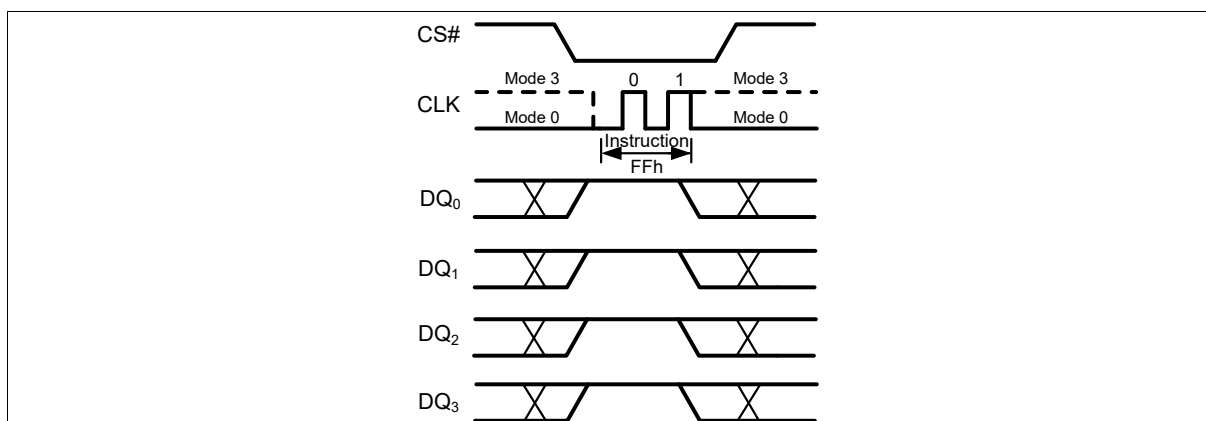 CS#
Mode 3 0 1 Mode 3
CLK
Mode 0 Mode 0
Instruction
FFh
DQ0
DQ1
DQ2
DQ3